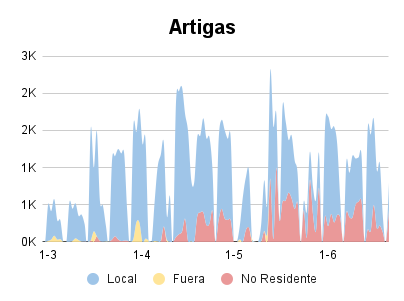 Artigas
3K
2K
2K
1K
1K
0K
1-3
1-4
1-5
1-6
Local
Fuera
No Residente